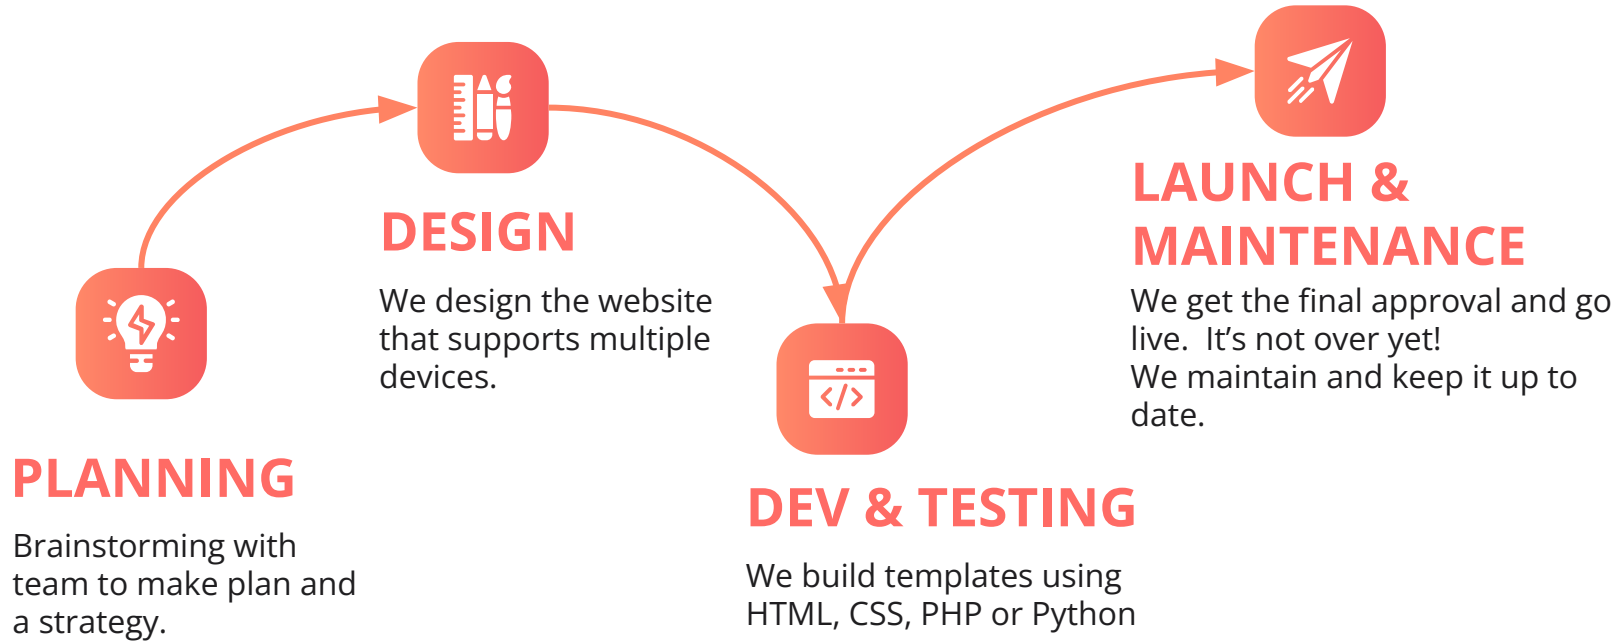 PLANNING
Brainstorming with
team to make plan and
a strategy.
DESIGN
We design the website
that supports multiple
devices.
DEV & TESTING
We build templates using
HTML, CSS, PHP or Python
LAUNCH &
MAINTENANCE
We get the final approval and go
live.  It’s not over yet!
We maintain and keep it up to
date.